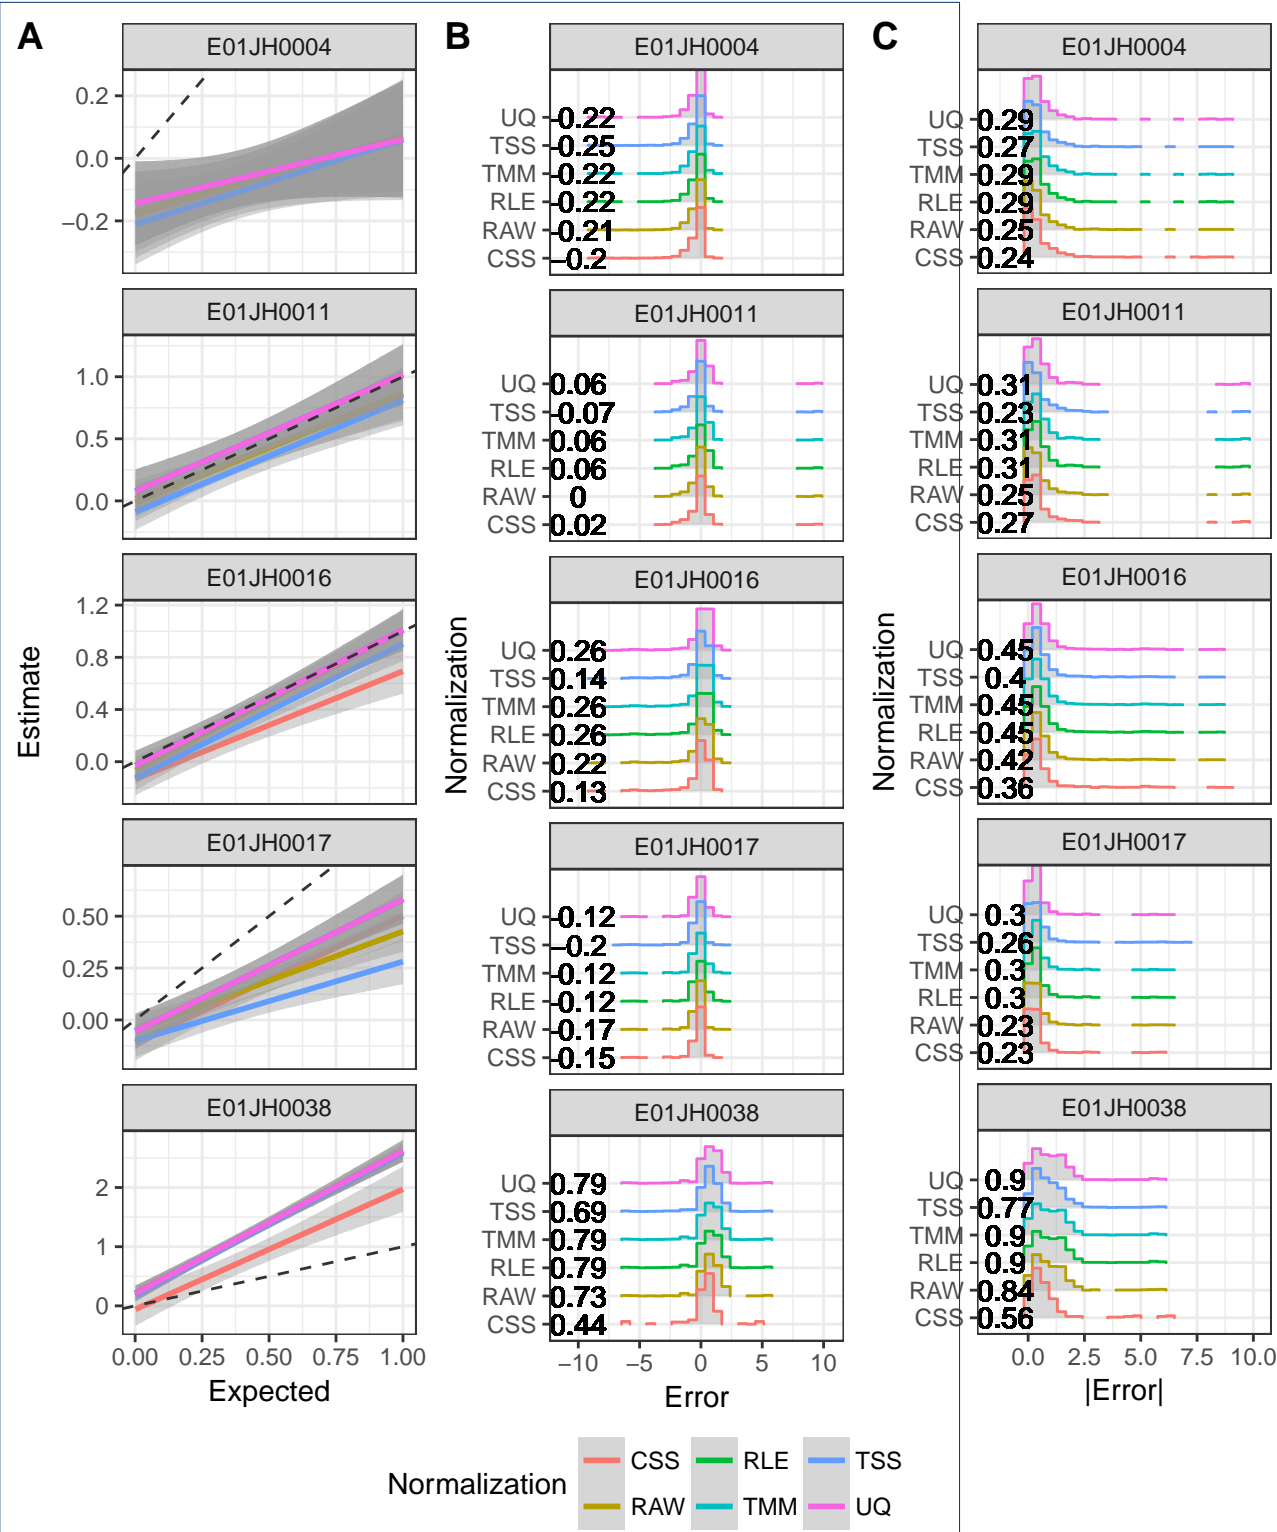 A
E01JH0004
0.2
0.0
−0.2
E01JH0011
1.0
0.5
0.0
E01JH0016
1.2
0.8
0.4
0.0
E01JH0017
0.50
0.25
0.00
E01JH0038
2
1
0
0.00 0.25 0.50 0.75 1.00
Expected
Estimate
B
E01JH0004
UQ −0.22
TSS −0.25
TMM −0.22
RLE −0.22
RAW −0.21
CSS −0.2
E01JH0011
UQ 0.06
TSS −0.07
TMM 0.06
RLE 0.06
RAW 0
CSS 0.02
E01JH0016
UQ 0.26
TSS 0.14
TMM 0.26
RLE 0.26
RAW 0.22
CSS 0.13
E01JH0017
UQ −0.12
TSS −0.2
TMM −0.12
RLE −0.12
RAW −0.17
CSS −0.15
E01JH0038
UQ 0.79
TSS 0.69
TMM 0.79
RLE 0.79
RAW 0.73
CSS 0.44
−10 −5 0 5 10
Error
Normalization
C
E01JH0004
UQ 0.29
TSS 0.27
TMM 0.29
RLE 0.29
RAW 0.25
CSS 0.24
E01JH0011
UQ 0.31
TSS 0.23
TMM 0.31
RLE 0.31
RAW 0.25
CSS 0.27
E01JH0016
UQ 0.45
TSS 0.4
TMM 0.45
RLE 0.45
RAW 0.42
CSS 0.36
E01JH0017
UQ 0.3
TSS 0.26
TMM 0.3
RLE 0.3
RAW 0.23
CSS 0.23
E01JH0038
UQ 0.9
TSS 0.77
TMM 0.9
RLE 0.9
RAW 0.84
CSS 0.56
0.0 2.5 5.0 7.5 10.0
|Error|
Normalization
Normalization
CSS RLE TSS
RAW TMM UQ